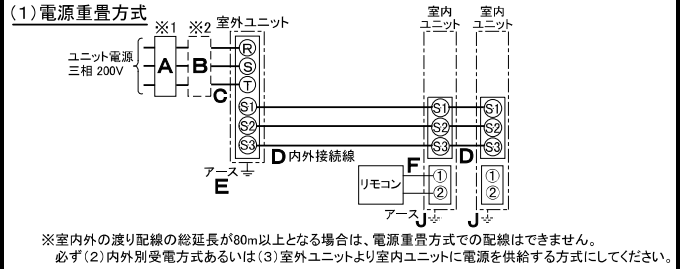 (1)電源重畳方式
※1 ※2 室外ユニット 室内ユニット 室内ユニット
ユニット電源
三相 200V
A B C
R
S
T
S1 S1 S1
S2 S2 S2
S3 S3 S3
D 内外接続線 D
アース
E
リモコン F ① ①
② ②
アース J J
※室内外の渡り配線の総延長が80m以上となる場合は、電源重畳方式での配線はできません。
必ず(2)内外別受電方式あるいは(3)室外ユニットより室内ユニットに電源を供給する方式にしてください。